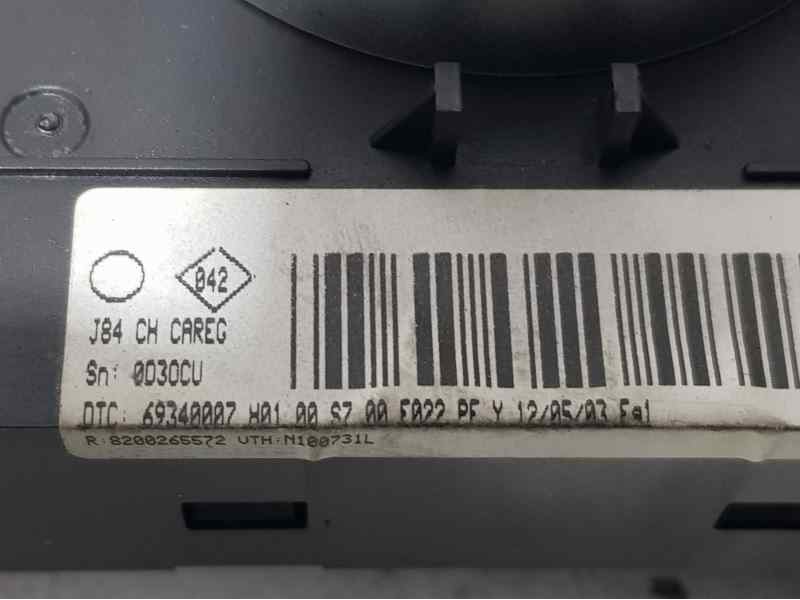 042
J84 CH CAREG
Sn: 0D30CU
DTC: 69340007 H01 00 S7 00 F022 PF Y 12/05/03 Fa1
R:8200265572 VTH:N100731L